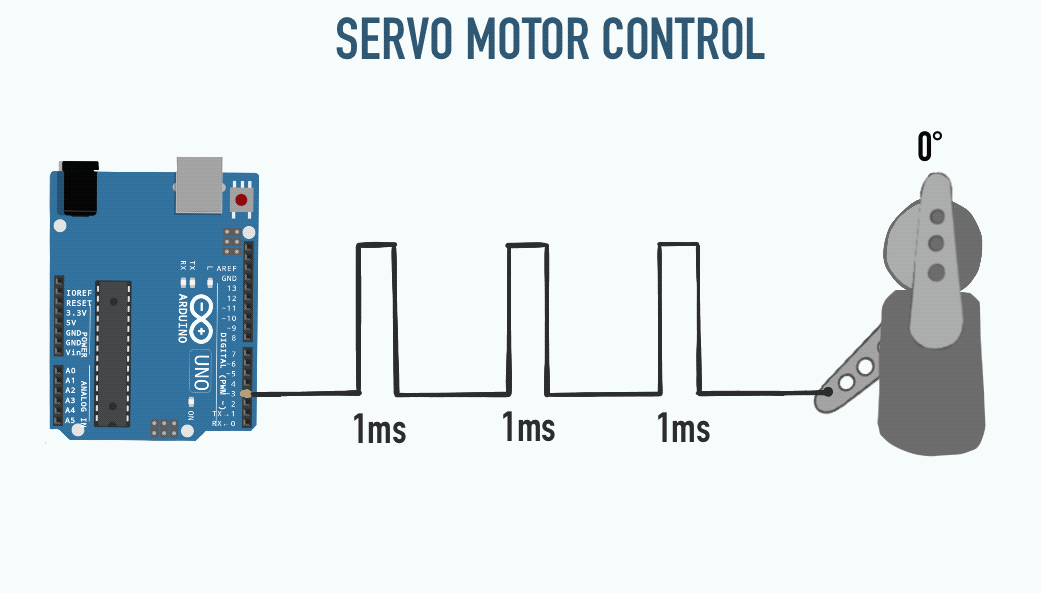 SERVO MOTOR CONTROL
0°
RX
TX
L
AREF
GND
13
12
~11
~10
~9
8
7
~6
~5
4
~3
2
TX→1
RX←0
DIGITAL (PWM ~)
IOREF
RESET
3.3V
5V
GND
GND
Vin
POWER
A0
A1
A2
A3
A4
A5
ANALOG IN
ARDUINO
UNO
ON
1ms
1ms
1ms